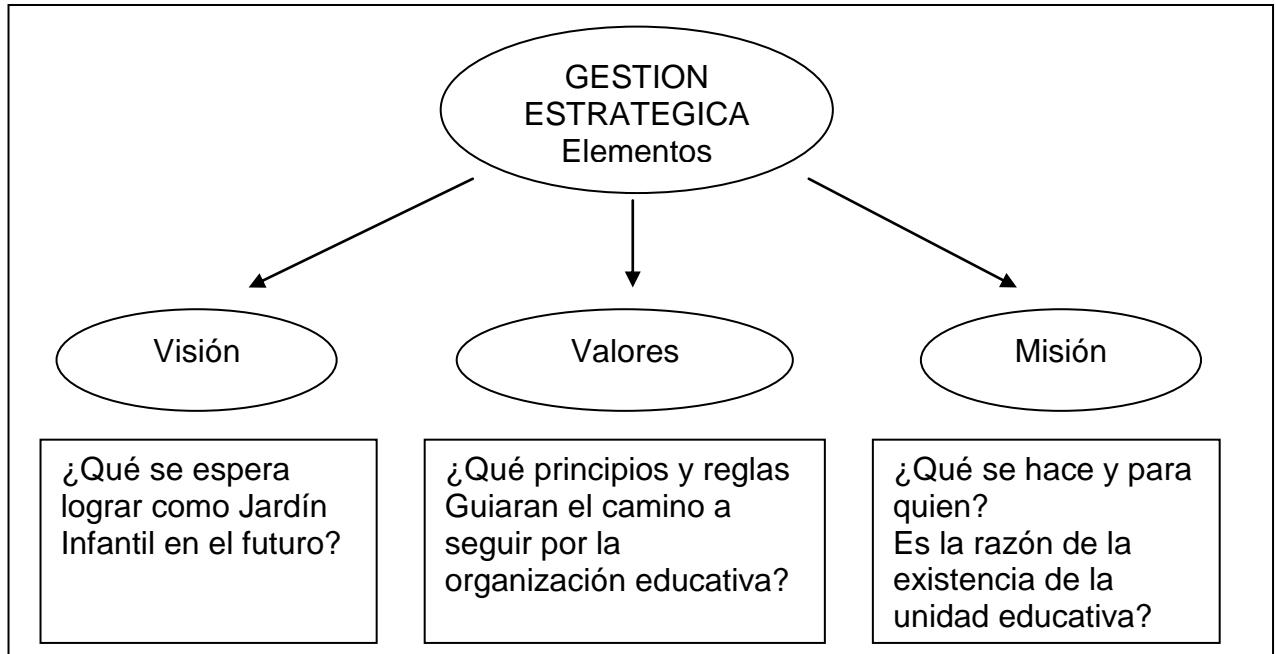 GESTION
ESTRATEGICA
Elementos
Visión
Valores
Misión
¿Qué se espera
lograr como Jardín
Infantil en el futuro?
¿Qué principios y reglas
Guiaran el camino a
seguir por la
organización educativa?
¿Qué se hace y para
quien?
Es la razón de la
existencia de la
unidad educativa?